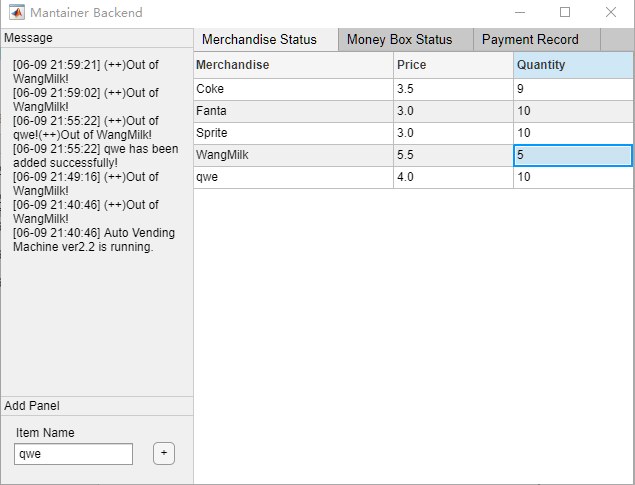 Mantainer Backend
Message
[06-09 21:59:21] (++)Out of
WangMilk!
[06-09 21:59:02] (++)Out of
WangMilk!
[06-09 21:55:22] (++)Out of
qwe!(++)Out of WangMilk!
[06-09 21:55:22] qwe has been
added successfully!
[06-09 21:49:16] (++)Out of
WangMilk!
[06-09 21:40:46] (++)Out of
WangMilk!
[06-09 21:40:46] Auto Vending
Machine ver2.2 is running.
Add Panel
Item Name
qwe +
Merchandise Status Money Box Status Payment Record
Merchandise Price Quantity
Coke 3.5 9
Fanta 3.0 10
Sprite 3.0 10
WangMilk 5.5 5
qwe 4.0 10